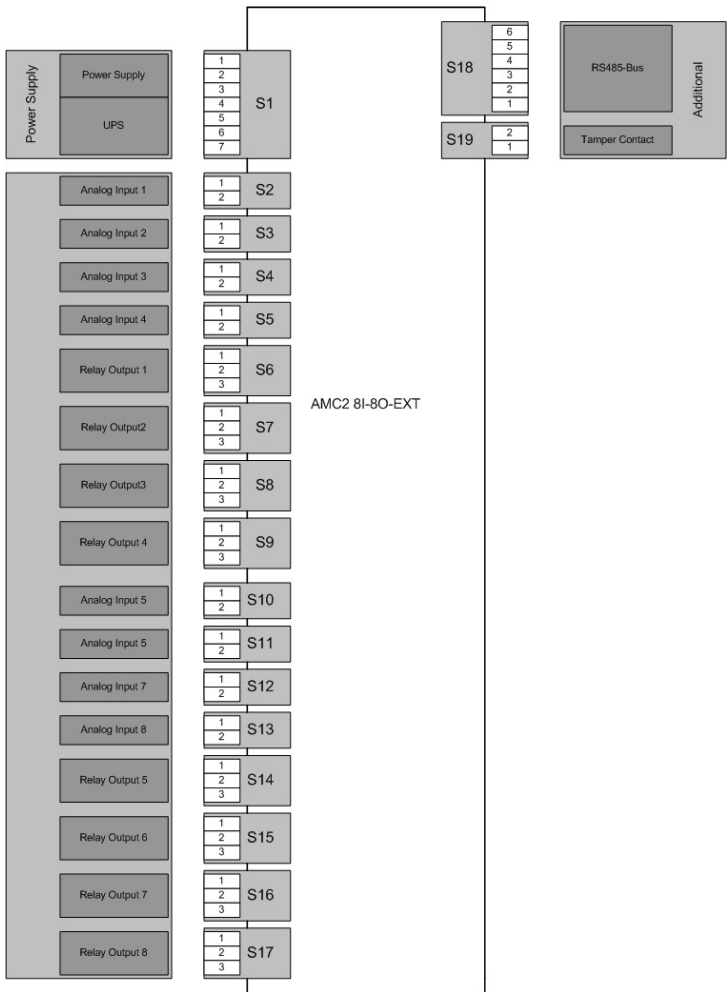 Power Supply
Power Supply
UPS
1
2
3
4
5
6
7
S1
6
5
4
3
2
1
S18
2
1
S19
RS485-Bus
Tamper Contact
Additional
Analog Input 1
1
2
S2
Analog Input 2
1
2
S3
Analog Input 3
1
2
S4
Analog Input 4
1
2
S5
Relay Output 1
1
2
3
S6
AMC2 8I-8O-EXT
Relay Output2
1
2
3
S7
Relay Output3
1
2
3
S8
Relay Output 4
1
2
3
S9
Analog Input 5
1
2
S10
Analog Input 5
1
2
S11
Analog Input 7
1
2
S12
Analog Input 8
1
2
S13
Relay Output 5
1
2
3
S14
Relay Output 6
1
2
3
S15
Relay Output 7
1
2
3
S16
Relay Output 8
1
2
3
S17